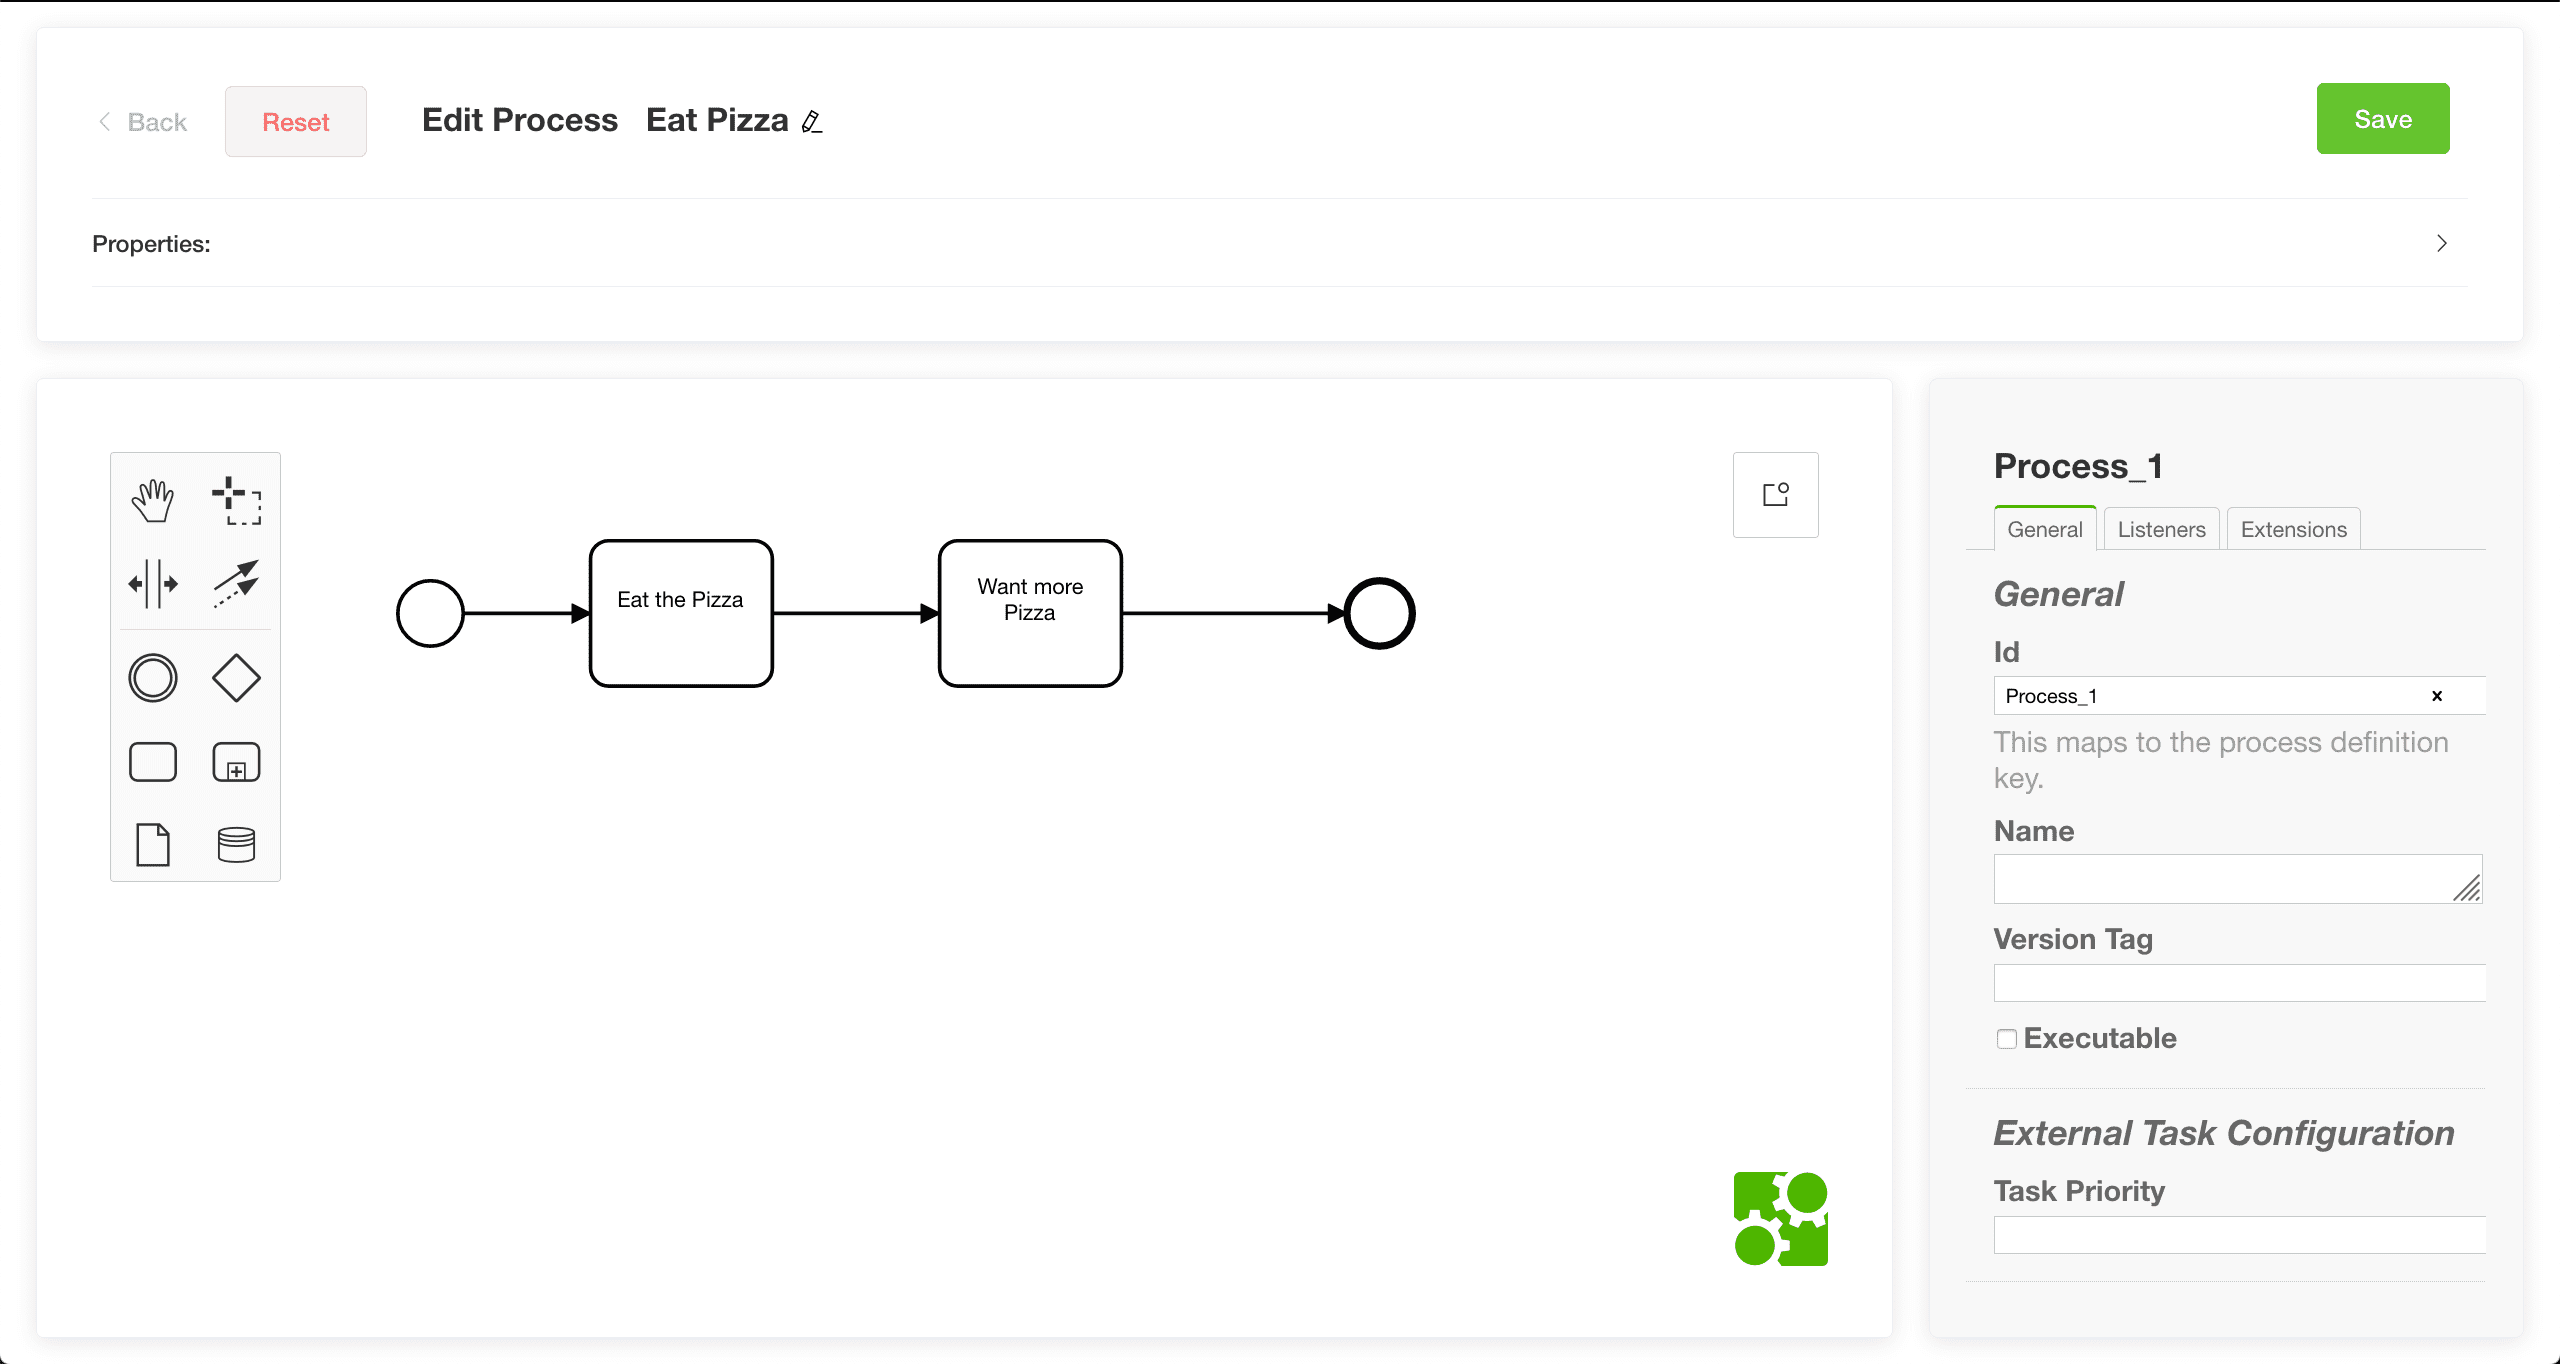 Back
Reset
Edit Process Eat Pizza
Save
Properties:
Eat the Pizza
Want more
Pizza
Process_1
General
Listeners
Extensions
General
Id
Process_1
This maps to the process definition
key.
Name
Version Tag
Executable
External Task Configuration
Task Priority